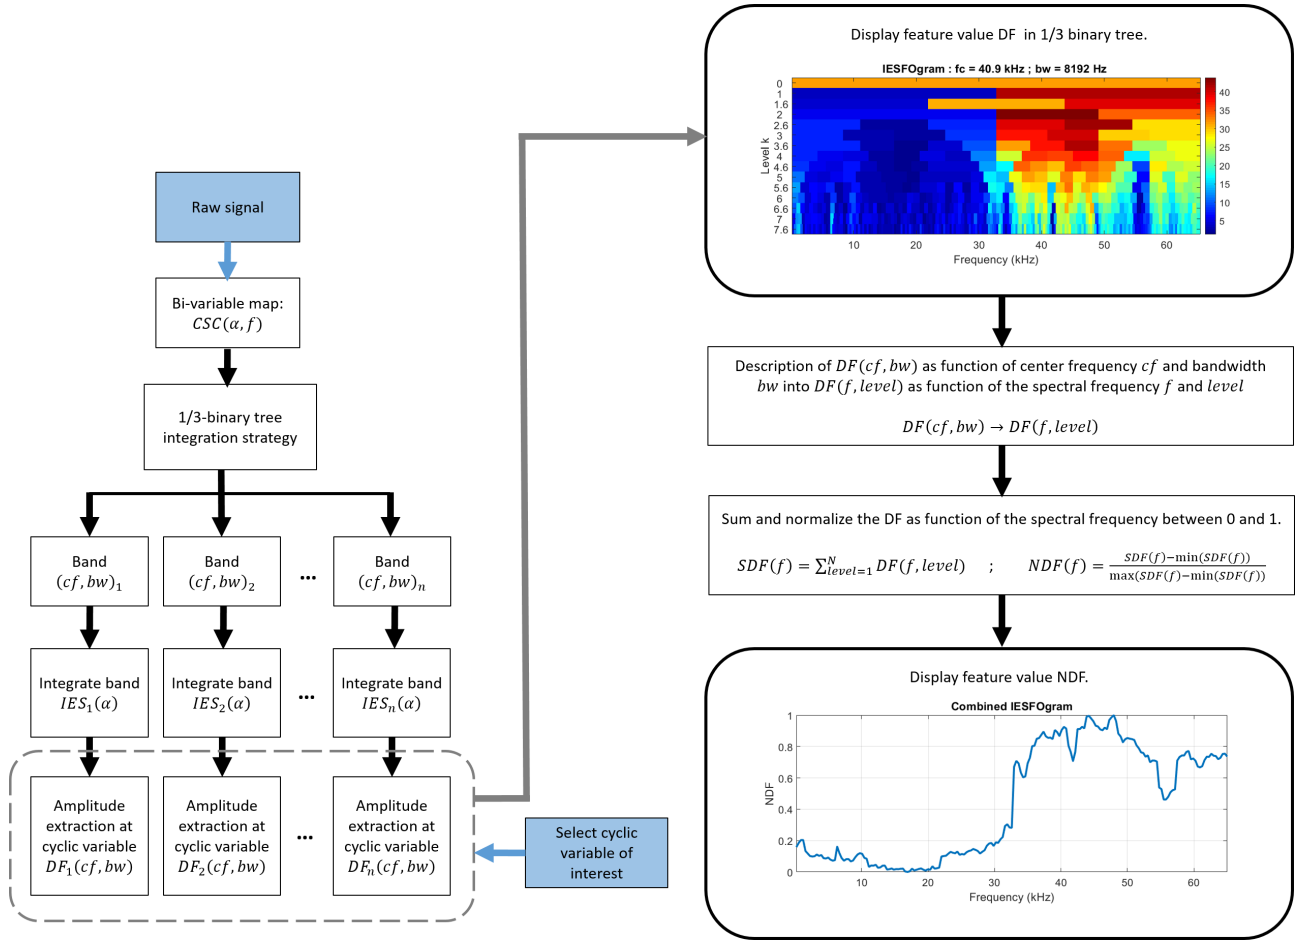 Raw signal
Bi-variable map:
CSC(α, f)
1/3-binary tree
integration strategy
Band
(cf, bw)₁
Band
(cf, bw)₂
...
Band
(cf, bw)ₙ
Integrate band
IES₁(α)
Integrate band
IES₂(α)
...
Integrate band
IESₙ(α)
Amplitude
extraction at
cyclic variable
DF₁(cf, bw)
Amplitude
extraction at
cyclic variable
DF₂(cf, bw)
...
Amplitude
extraction at
cyclic variable
DFₙ(cf, bw)
Select cyclic
variable of
interest
Display feature value DF in 1/3 binary tree.
IESFOgram : fc = 40.9 kHz ; bw = 8192 Hz
Level k
0
1
1.6
2
2.6
3
3.6
4
4.6
5
5.6
6
6.6
7
7.6
10 20 30 40 50 60
Frequency (kHz)
40
35
30
25
20
15
10
5
Description of DF(cf, bw) as function of center frequency cf and bandwidth
bw into DF(f, level) as function of the spectral frequency f and level
DF(cf, bw) → DF(f, level)
Sum and normalize the DF as function of the spectral frequency between 0 and 1.
SDF(f) = ∑ᴺ_{level=1} DF(f, level) ; NDF(f) = \frac{SDF(f)−min(SDF(f))}{max(SDF(f)−min(SDF(f))}
Display feature value NDF.
Combined IESFOgram
NDF
1
0.8
0.6
0.4
0.2
0
0 10 20 30 40 50 60
Frequency (kHz)